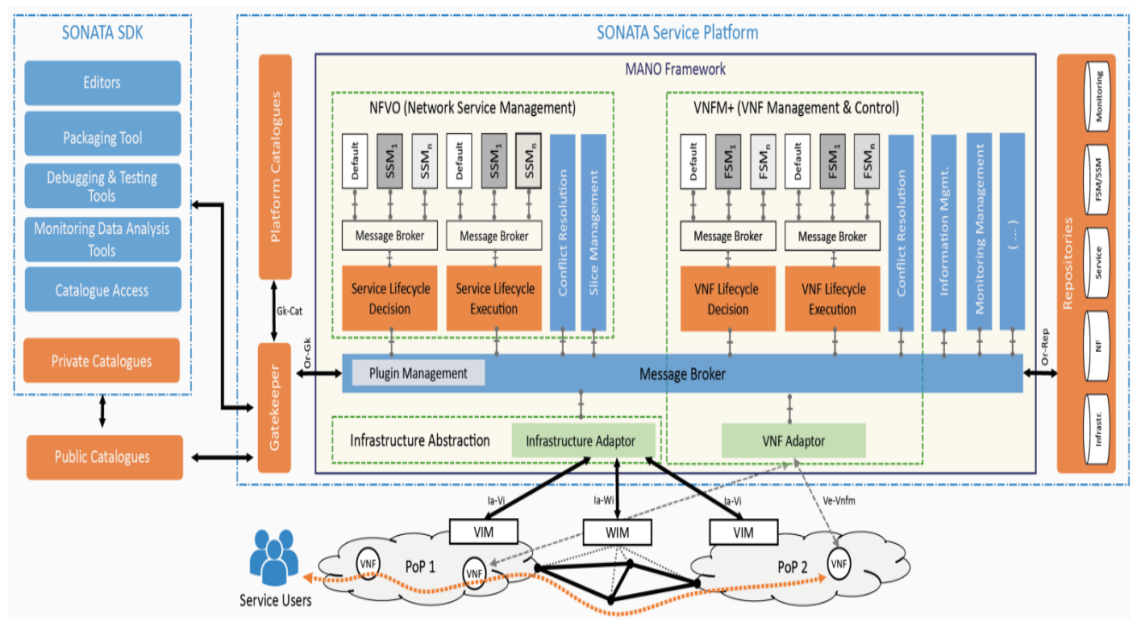 SONATA SDK
Editors
Packaging Tool
Debugging & Testing
Tools
Monitoring Data Analysis
Tools
Catalogue Access
Private Catalogues
Public Catalogues
SONATA Service Platform
Platform Catalogues
Gk-Cat
Gatekeeper
Or-Gk
MANO Framework
NFVO (Network Service Management)
Default
SSM1
SSMn
Default
SSM1
SSMn
Message Broker
Message Broker
Service Lifecycle
Decision
Service Lifecycle
Execution
Conflict Resolution
Slice Management
VNFM+ (VNF Management & Control)
Default
FSM1
FSMn
Default
FSM1
FSMn
Message Broker
Message Broker
VNF Lifecycle
Decision
VNF Lifecycle
Execution
Conflict Resolution
Information Mgmt.
Monitoring Management
( ... )
Plugin Management
Message Broker
Or-Rep
Repositories
Monitoring
FSM/SSM
Service
NF
Infrastr.
Infrastructure Abstraction
Infrastructure Adaptor
VNF Adaptor
Ia-Vi
Ia-Wi
Ia-Vi
Ve-Vnfm
VIM
WIM
VIM
VNF
PoP 1
VNF
PoP 2
VNF
Service Users